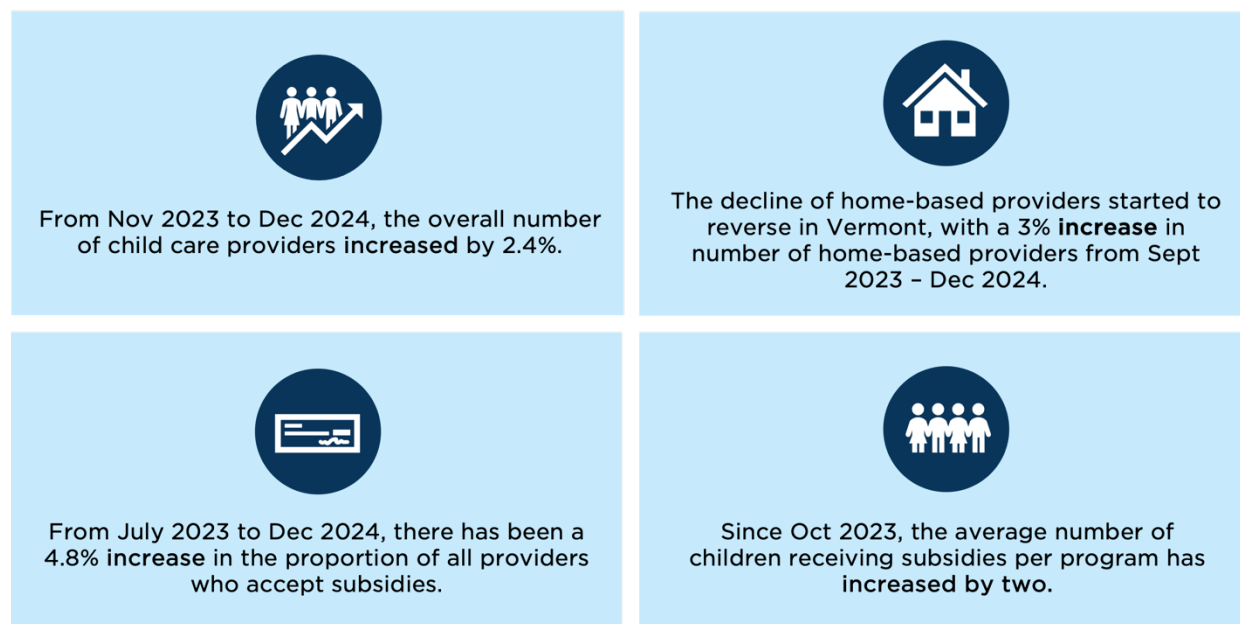 From Nov 2023 to Dec 2024, the overall number
of child care providers increased by 2.4%.
The decline of home-based providers started to
reverse in Vermont, with a 3% increase in
number of home-based providers from Sept
2023 – Dec 2024.
From July 2023 to Dec 2024, there has been a
4.8% increase in the proportion of all providers
who accept subsidies.
Since Oct 2023, the average number of
children receiving subsidies per program has
increased by two.